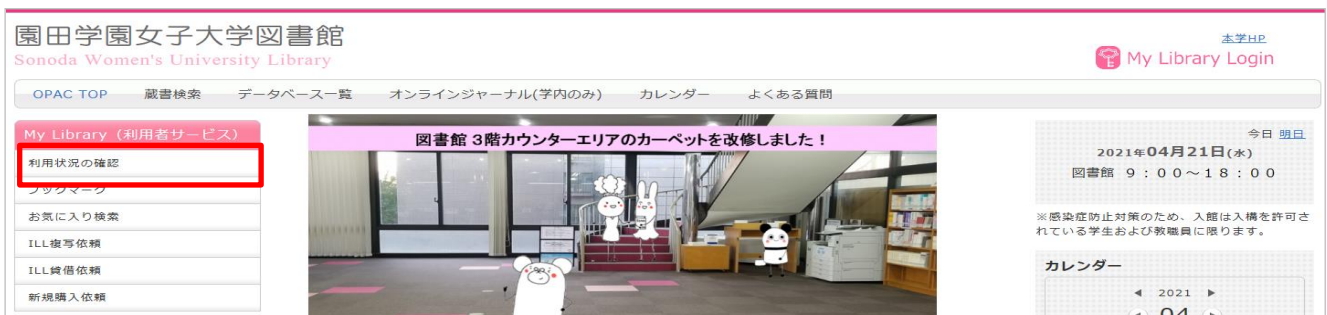 園田学園女子大学図書館
Sonoda Women's University Library
本学HP
My Library Login
OPAC TOP 蔵書検索 データベース一覧 オンラインジャーナル(学内のみ) カレンダー よくある質問
My Library (利用者サービス)
利用状況の確認
ブックマーク
お気に入り検索
ILL複写依頼
ILL貸借依頼
新規購入依頼
図書館 3階カウンターエリアのカーペットを改修しました!
今日 明日
2021年04月21日(水)
図書館 9:00~18:00
※感染症防止対策のため、入館は入構を許可さ
れている学生および教職員に限ります。
カレンダー
◀ 2021 ▶
04